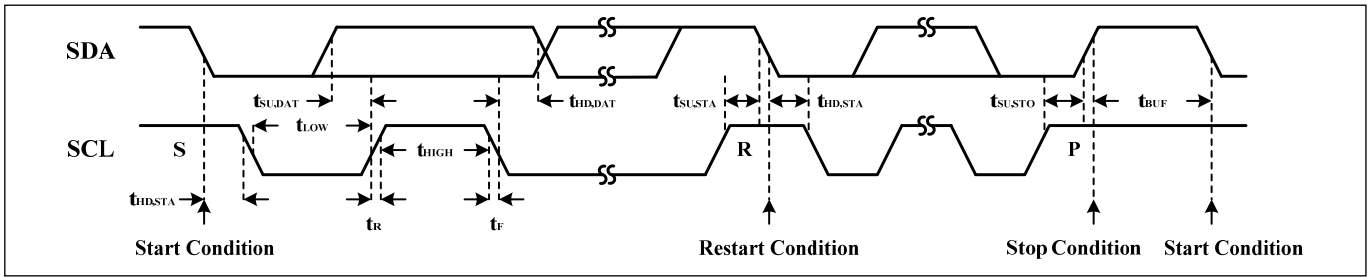 SDA
tSU,DAT
tHD,DAT
tSU,STA
tHD,STA
tSU,STO
tBUF
tLOW
SCL
S
tHIGH
R
P
tHD,STA
tR
tF
Start Condition
Restart Condition
Stop Condition
Start Condition